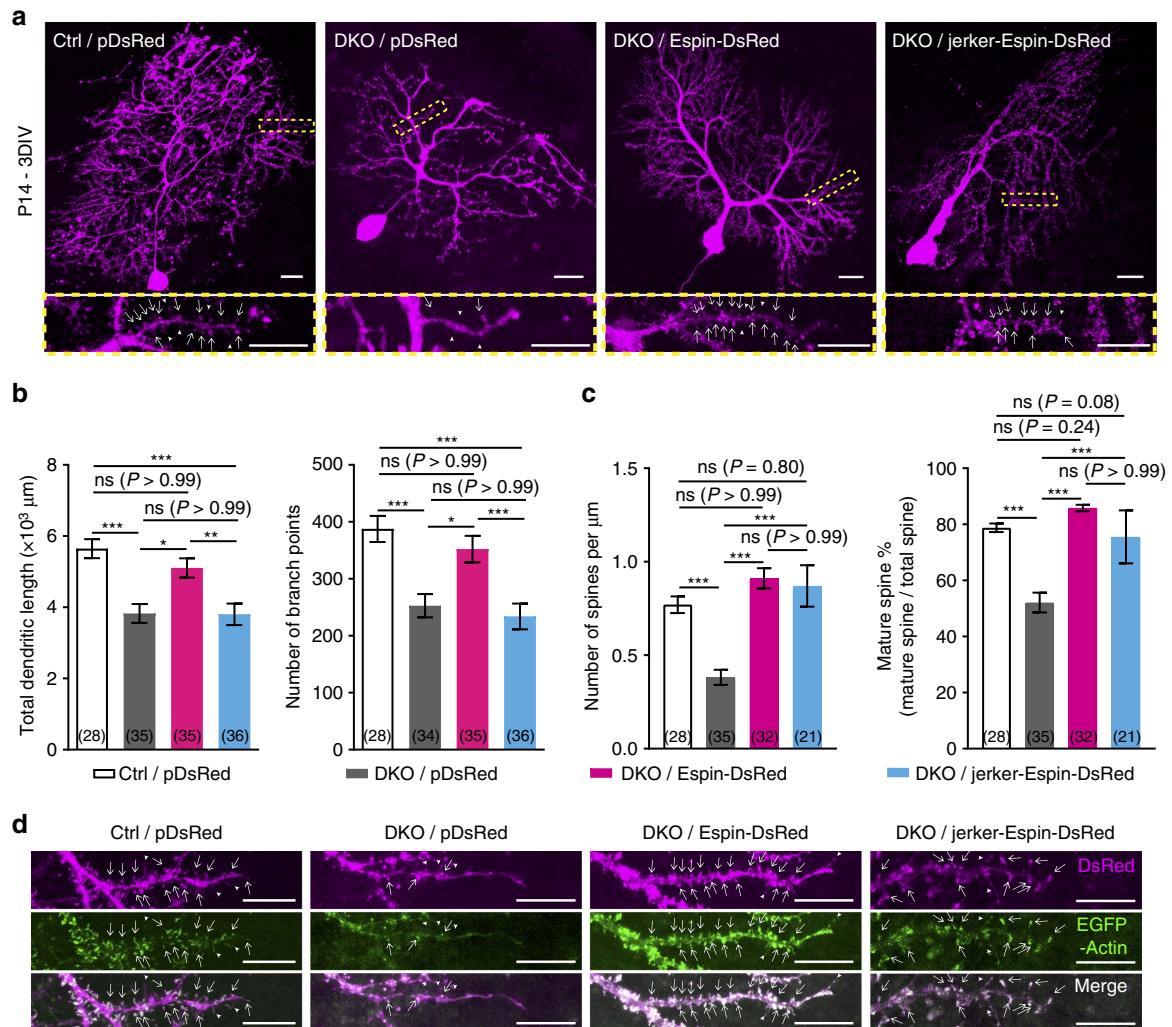 a
Ctrl / pDsRed
DKO / pDsRed
DKO / Espin-DsRed
DKO / jerker-Espin-DsRed
P14 - 3DIV
b
Total dendritic length (×10³ µm)
8
6
4
2
0
***
ns (P > 0.99)
ns (P > 0.99)
***
*
**
(28)
(35)
(35)
(36)
Number of branch points
500
400
300
200
100
0
***
ns (P > 0.99)
ns (P > 0.99)
***
*
***
(28)
(34)
(35)
(36)
c
Number of spines per µm
1.5
1.0
0.5
0.0
ns (P = 0.80)
ns (P > 0.99)
***
ns (P > 0.99)
***
***
(28)
(35)
(32)
(21)
Mature spine %
(mature spine / total spine)
100
80
60
40
20
0
ns (P = 0.08)
ns (P = 0.24)
***
ns (P > 0.99)
***
***
(28)
(35)
(32)
(21)
Ctrl / pDsRed
DKO / pDsRed
DKO / Espin-DsRed
DKO / jerker-Espin-DsRed
d
Ctrl / pDsRed
DKO / pDsRed
DKO / Espin-DsRed
DKO / jerker-Espin-DsRed
DsRed
EGFP
-Actin
Merge